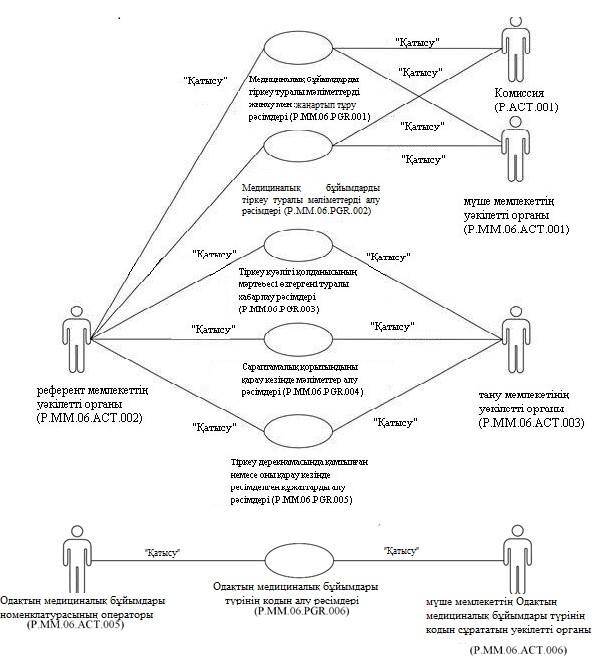 "Қатысу"
"Қатысу"
"Қатысу"
Медициналық бұйымдарды
тіркеу туралы мәліметтерді
жинау мен жаңартып тұру
рәсімдері (P.MM.06.PGR.001)
Комиссия
(P.ACT.001)
"Қатысу"
"Қатысу"
Медициналық бұйымдарды
тіркеу туралы мәліметтерді алу
рәсімдері (P.MM.06.PGR.002)
мүше мемлекеттің
уәкілетті органы
(P.MM.06.ACT.001)
"Қатысу"
"Қатысу"
Тіркеу куәлігі қолданысының
мәртебесі өзгергені туралы
хабарлау рәсімдері
(P.MM.06.PGR.003)
"Қатысу"
"Қатысу"
Сараптамалық қорытындыны
қарау кезінде мәліметтер алу
рәсімдері (P.MM.06.PGR.004)
референт мемлекеттің
уәкілетті органы
(P.MM.06.ACT.002)
тану мемлекетінің
уәкілетті органы
(P.MM.06.ACT.003)
"Қатысу"
"Қатысу"
Тіркеу дерекнамасында қамтылған
немесе оны қарау кезінде
ресімделген құжаттарды алу
рәсімдері (P.MM.06.PGR.005)
"Қатысу"
"Қатысу"
Одақтың медициналық бұйымдары
номенклатурасының операторы
(P.MM.06.ACT.005)
Одақтың медициналық бұйымдары
түрінің кодын алу рәсімдері
(P.MM.06.PGR.006)
мүше мемлекеттің Одақтың
медициналық бұйымдары түрінің
кодын сұрататын уәкілетті органы
(P.MM.06.ACT.006)